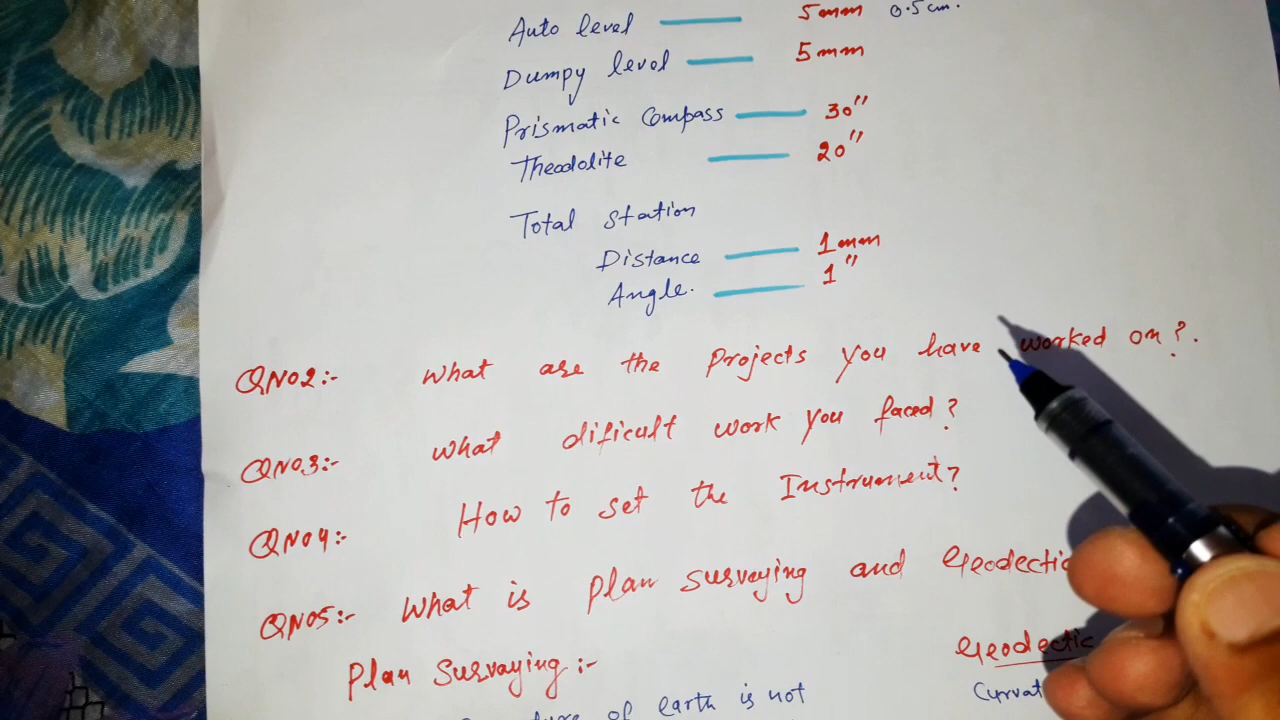 Auto level — 5mm 0.5cm.
Dumpy level — 5mm
Prismatic Compass — 30"
Theodolite — 20"
Total Station
Distance — 1mm
Angle. — 1"
QNO2:- What are the Projects you have worked on?.
QNO3:- What dificult work you faced?
QNO4:- How to set the Instrument?
QNO5:- What is Plan Surveying and Geodectic
Plan Survaying:- Geodectic
of earth is not Curvat